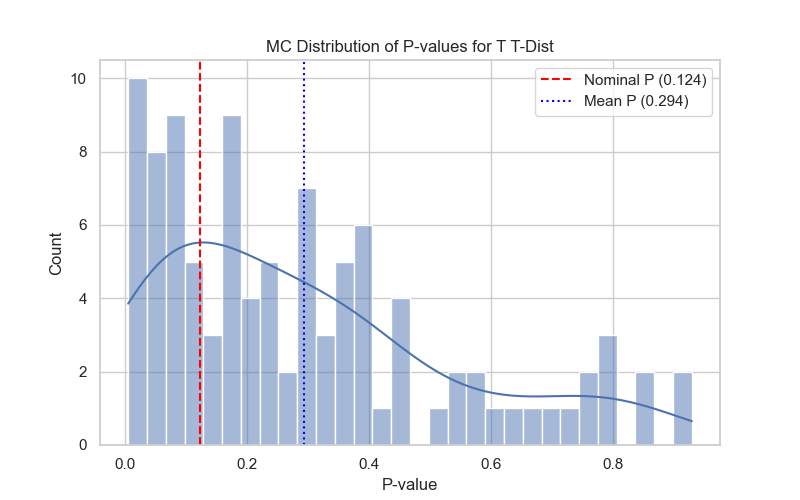 MC Distribution of P-values for T T-Dist
Nominal P (0.124)
Mean P (0.294)
10
8
6
4
2
0
Count
0.0 0.2 0.4 0.6 0.8
P-value